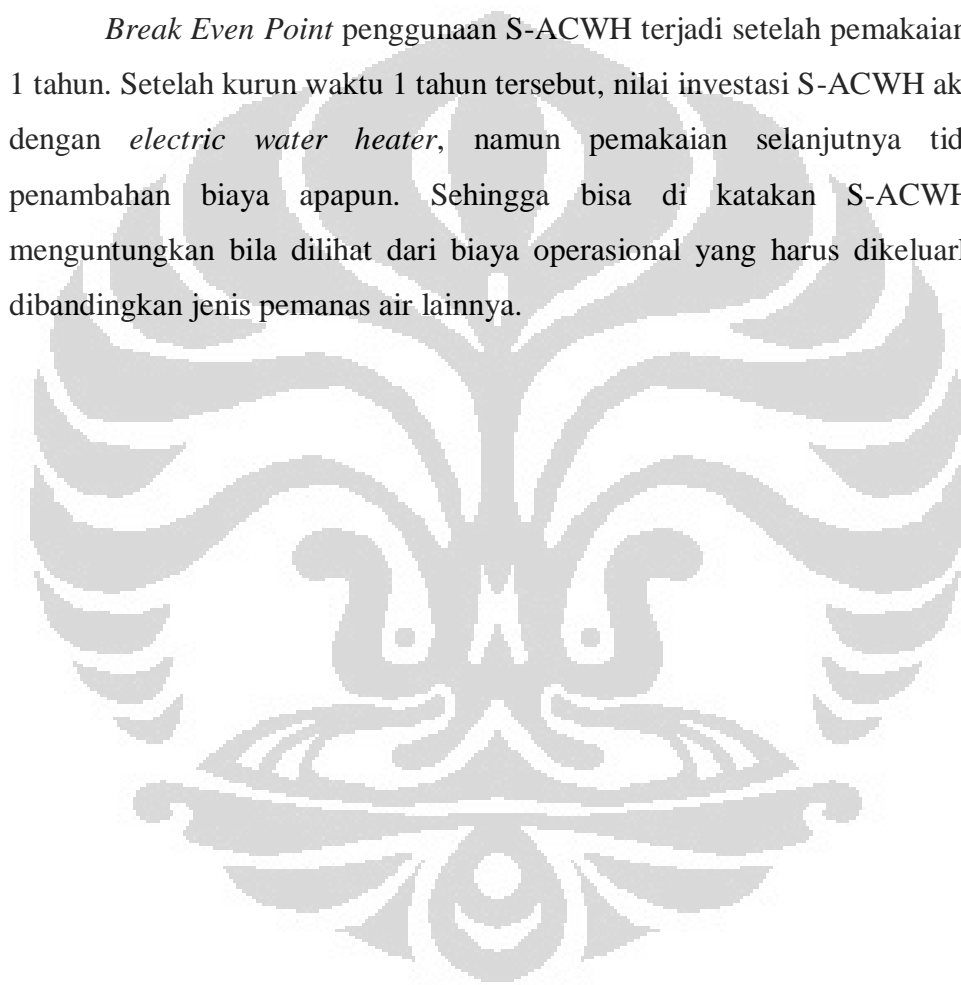 Break Even Point penggunaan S-ACWH terjadi setelah pemakaian
1 tahun. Setelah kurun waktu 1 tahun tersebut, nilai investasi S-ACWH
dengan electric water heater, namun pemakaian selanjutnya
penambahan biaya apapun. Sehingga bisa di katakan S-ACWH
menguntungkan bila dilihat dari biaya operasional yang harus
dibandingkan jenis pemanas air lainnya.